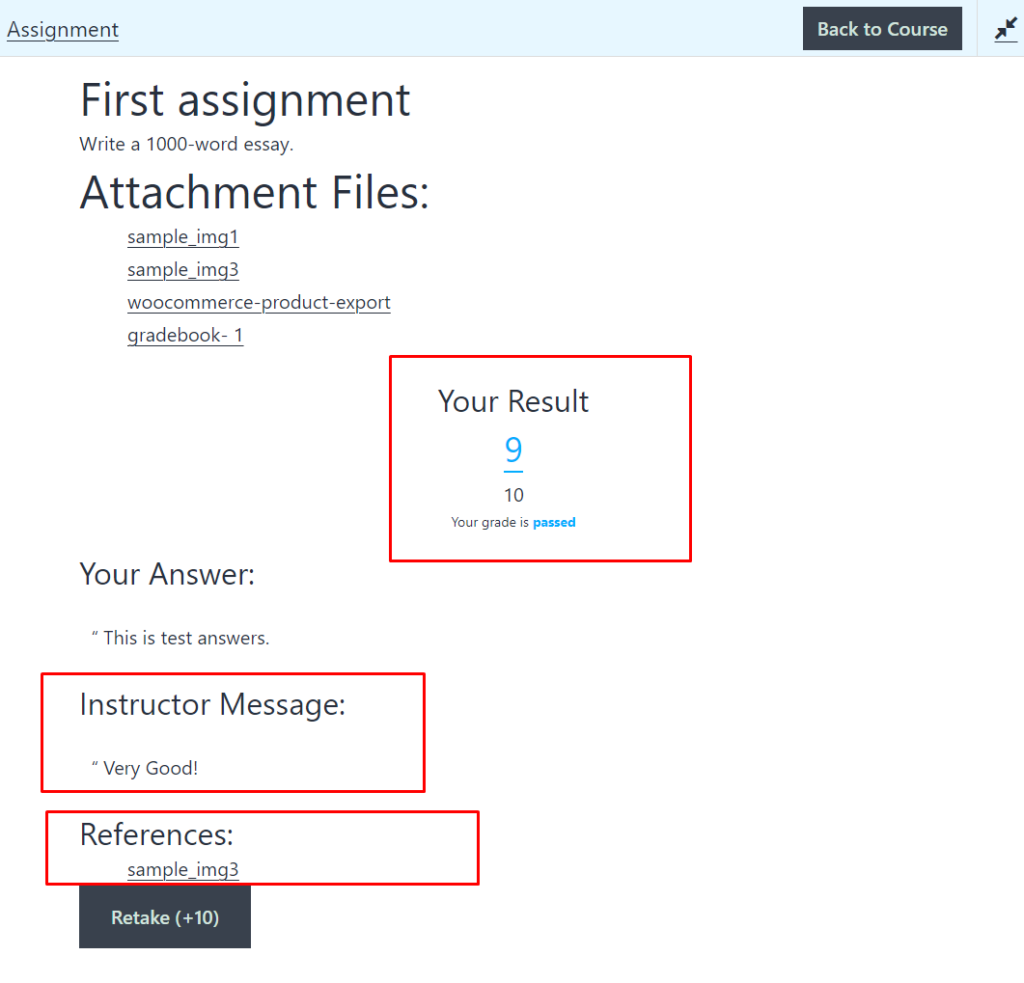 Assignment
Back to Course
First assignment
Write a 1000-word essay.
Attachment Files:
sample_img1
sample_img3
woocommerce-product-export
gradebook- 1
Your Result
9
10
Your grade is passed
Your Answer:
“ This is test answers.
Instructor Message:
“ Very Good!
References:
sample_img3
Retake (+10)